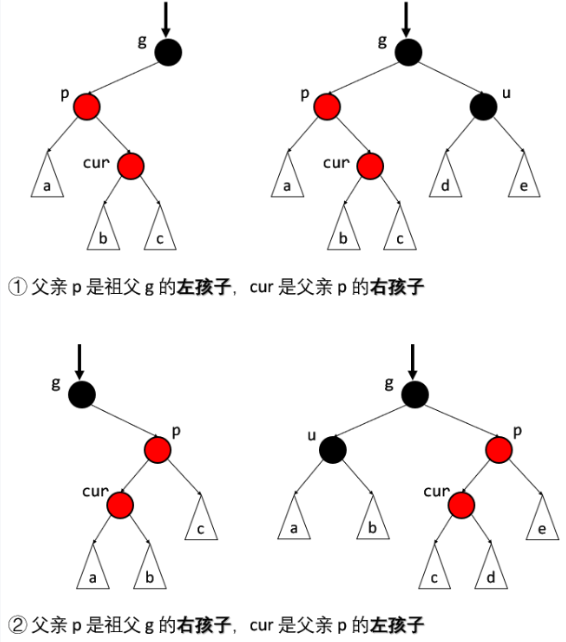 g g
p p u
cur cur
a a d e
b c b c
① 父亲 p 是祖父 g 的左孩子，cur 是父亲 p 的右孩子
g g
p u p
cur cur
c a b e
a b c d
② 父亲 p 是祖父 g 的右孩子，cur 是父亲 p 的左孩子